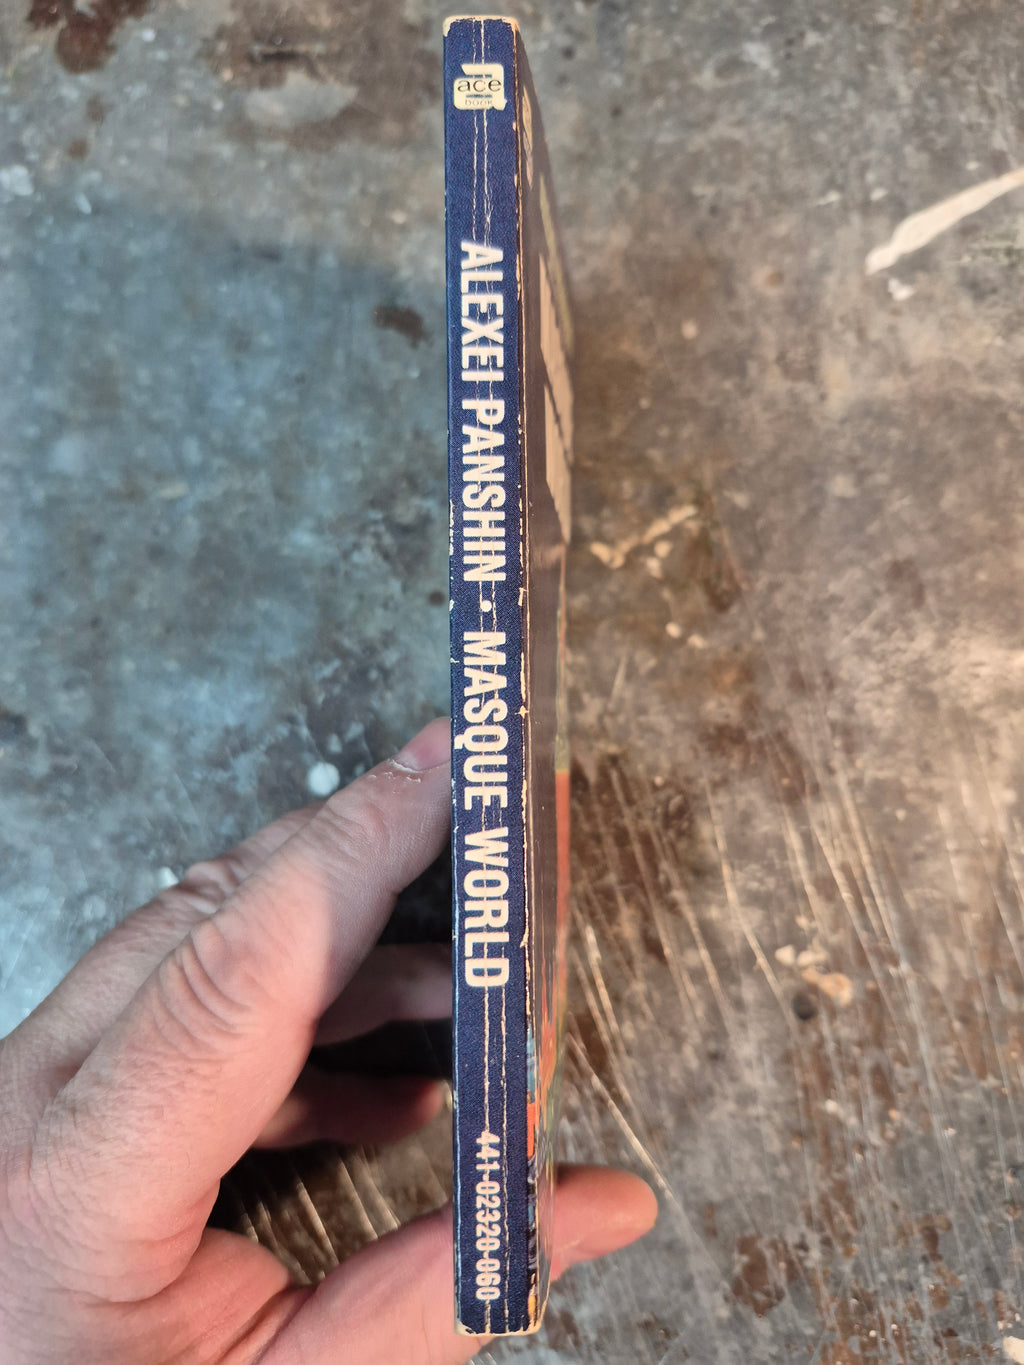 ace
BOOK
ALEXEI PANSHIN • MASQUE WORLD
441-02320-060